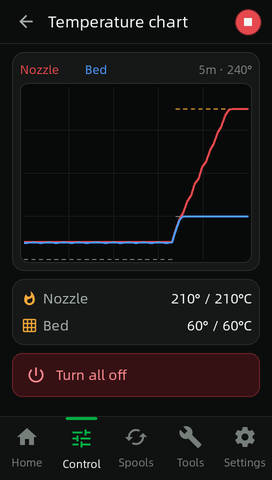 Temperature chart
Nozzle Bed 5m · 240°
Nozzle 210° / 210°C
Bed 60° / 60°C
Turn all off
Home Control Spools Tools Settings